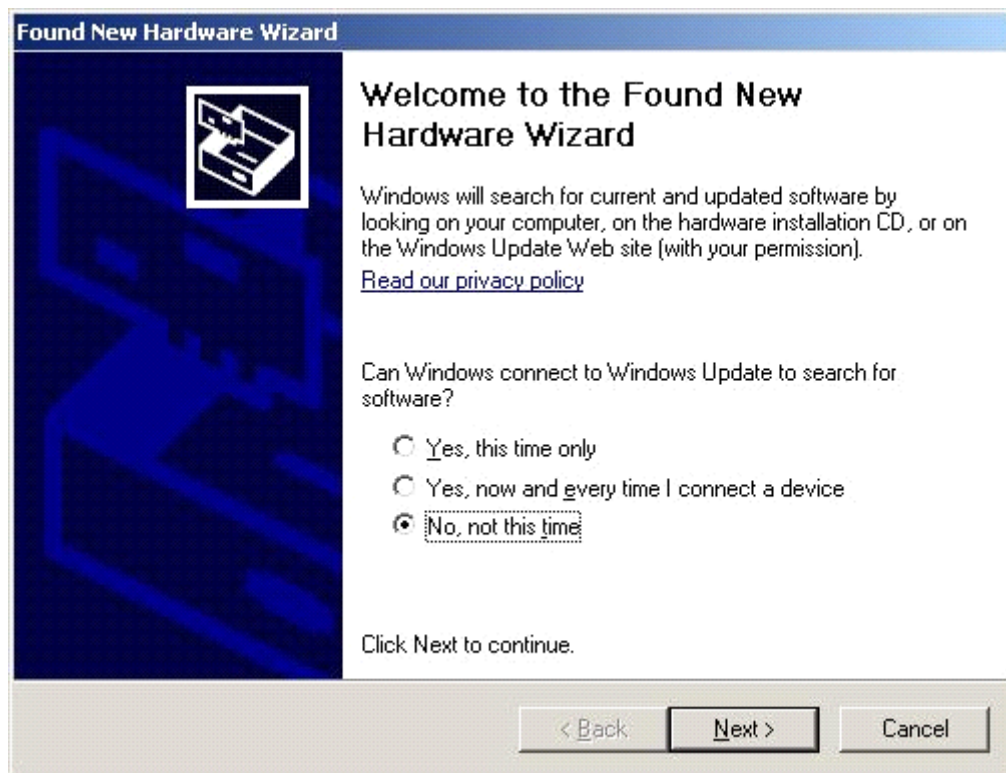 Found New Hardware Wizard
Welcome to the Found New
Hardware Wizard
Windows will search for current and updated software by
looking on your computer, on the hardware installation CD, or on
the Windows Update Web site (with your permission).
Read our privacy policy
Can Windows connect to Windows Update to search for
software?
Yes, this time only
Yes, now and every time I connect a device
No, not this time
Click Next to continue.
< Back
Next >
Cancel